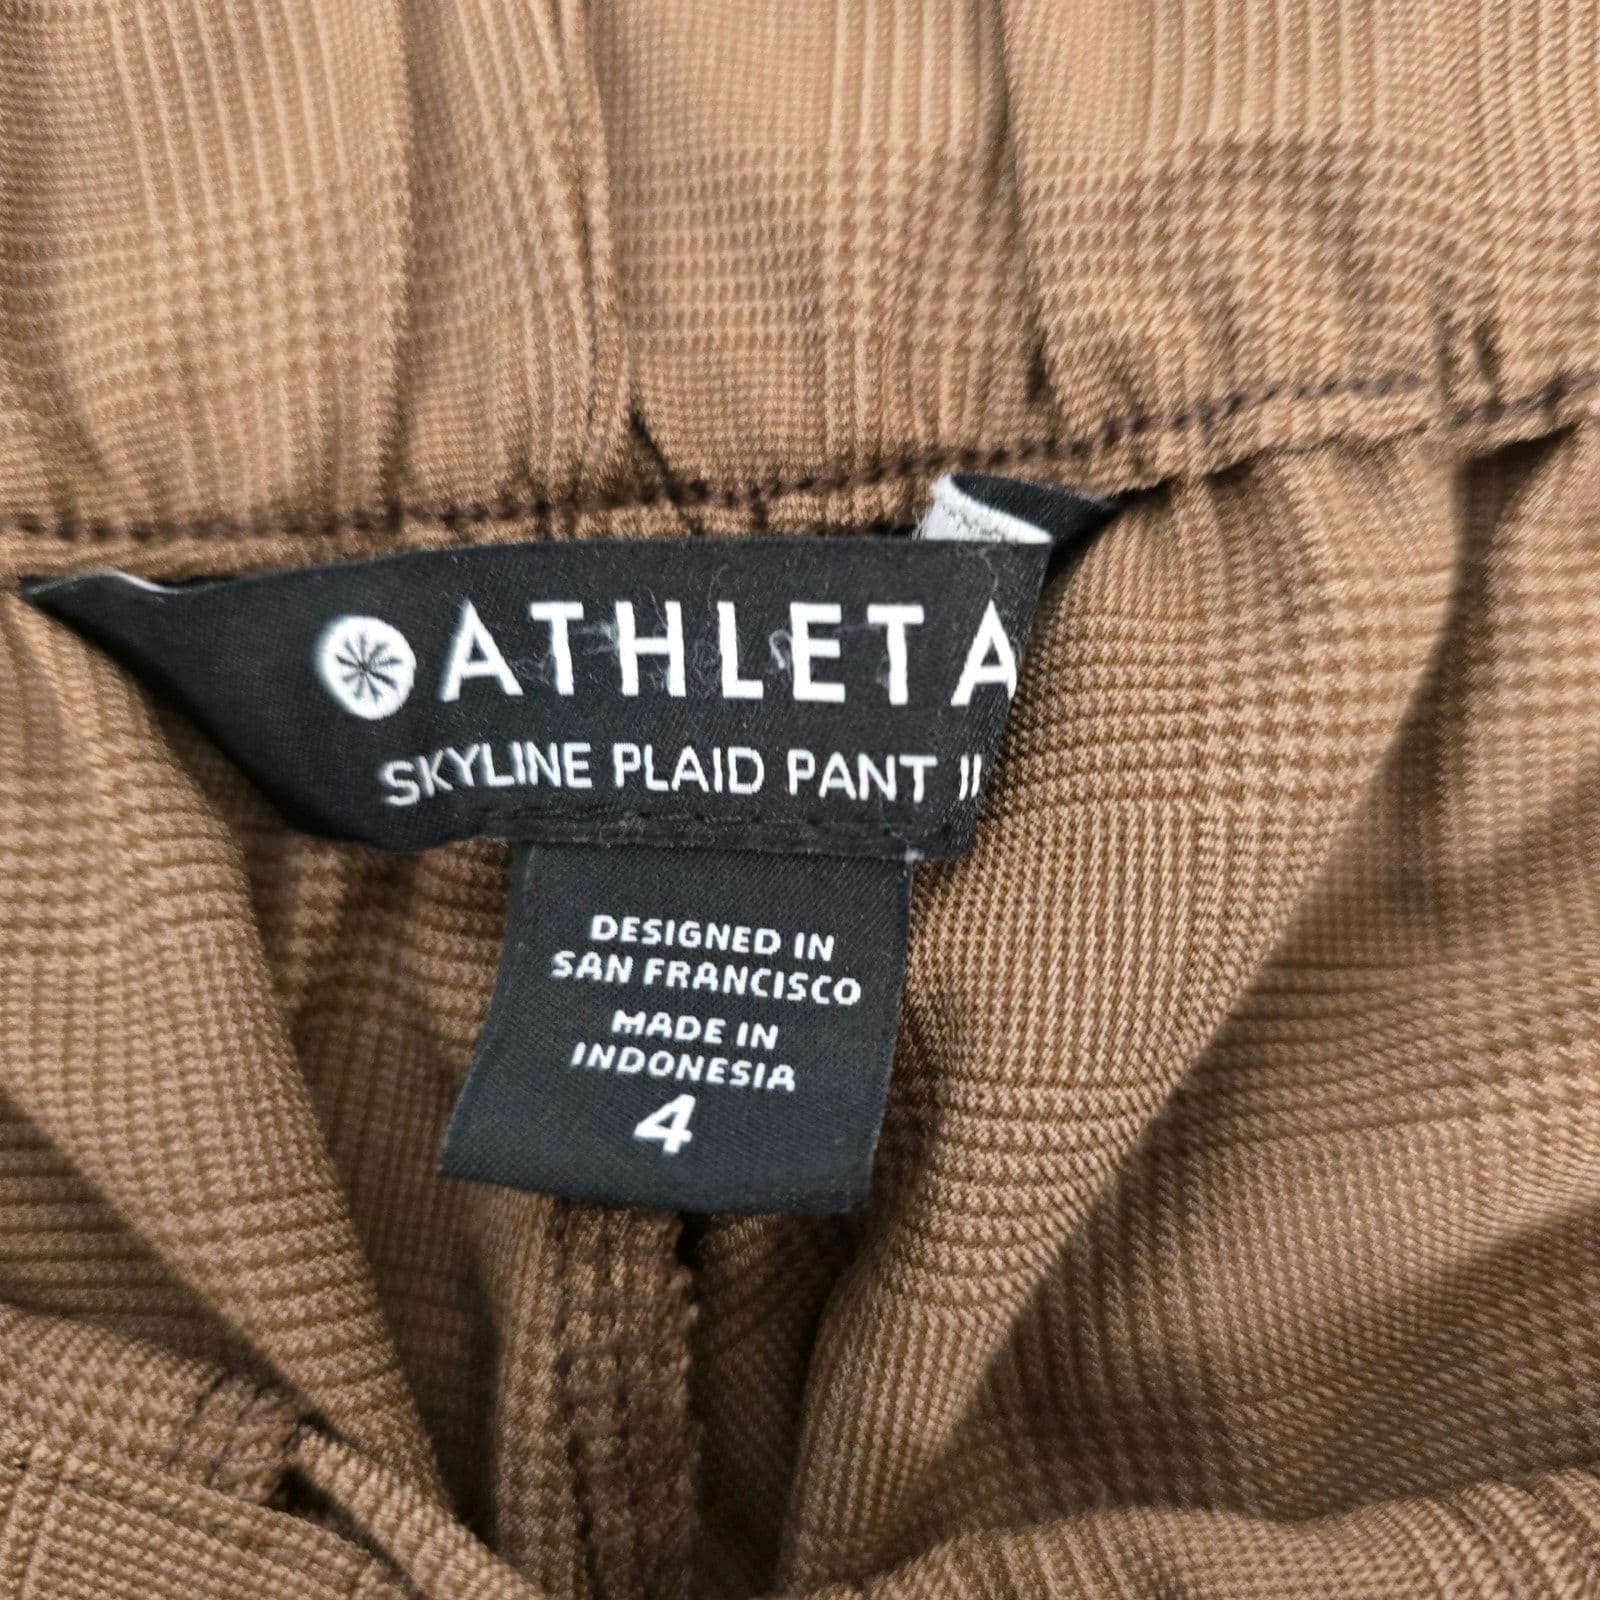 ATHLETA
SKYLINE PLAID PANT II
DESIGNED IN
SAN FRANCISCO
MADE IN
INDONESIA
4